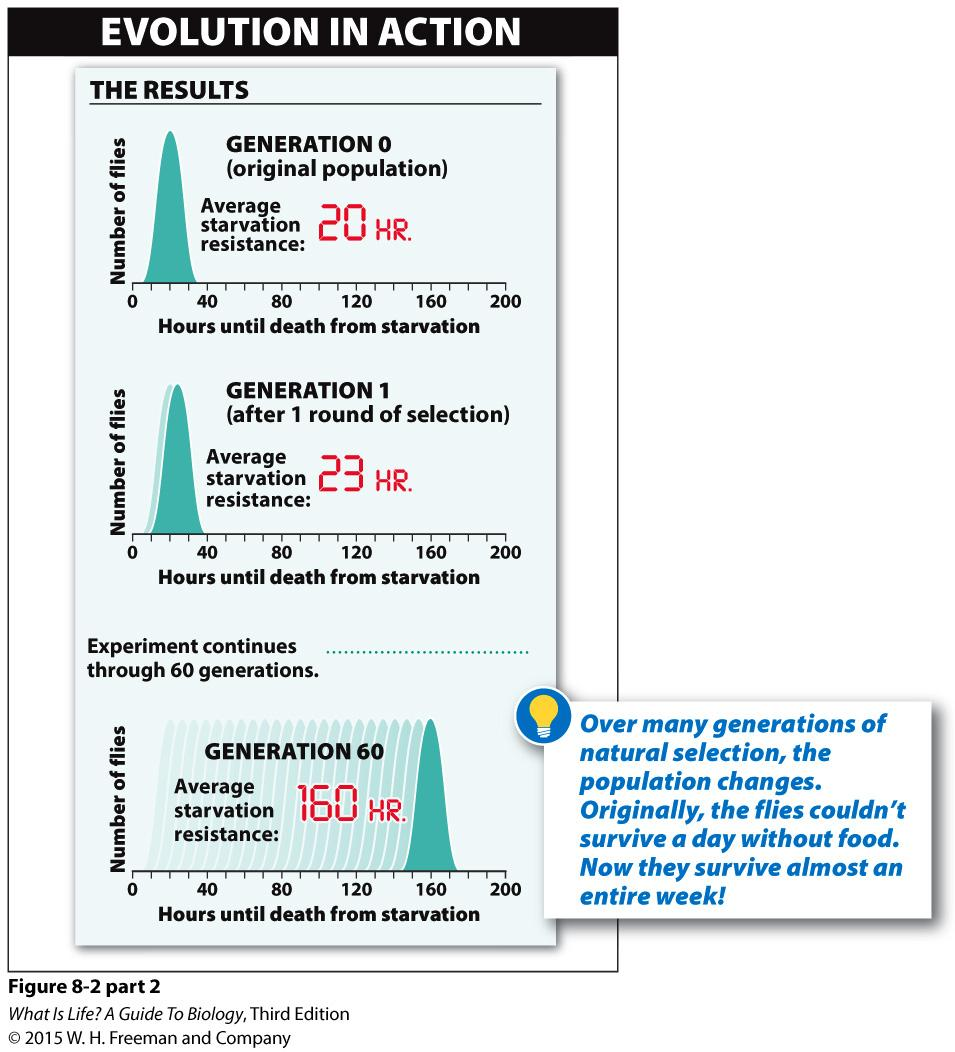 EVOLUTION IN ACTION
THE RESULTS
GENERATION 0
(original population)
Number of flies
Average
starvation
resistance:
20 HR.
0 40 80 120 160 200
Hours until death from starvation
GENERATION 1
(after 1 round of selection)
Number of flies
Average
starvation
resistance:
23 HR.
0 40 80 120 160 200
Hours until death from starvation
Experiment continues
through 60 generations.
GENERATION 60
Number of flies
Average
starvation
resistance:
160 HR.
0 40 80 120 160 200
Hours until death from starvation
Over many generations of
natural selection, the
population changes.
Originally, the flies couldn’t
survive a day without food.
Now they survive almost an
entire week!
Figure 8-2 part 2
What Is Life? A Guide To Biology, Third Edition
© 2015 W. H. Freeman and Company